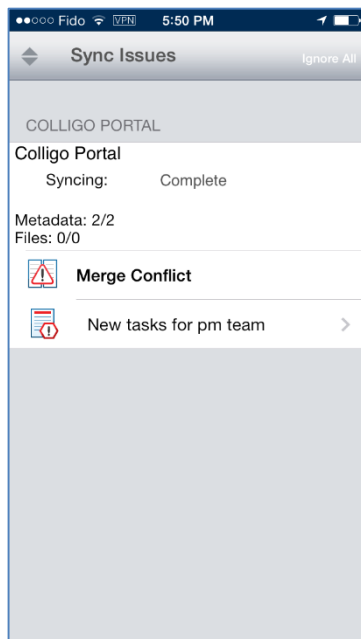 Fido VPN 5:50 PM
Sync Issues Ignore All
COLLIGO PORTAL
Colligo Portal
Syncing: Complete
Metadata: 2/2
Files: 0/0
Merge Conflict
New tasks for pm team